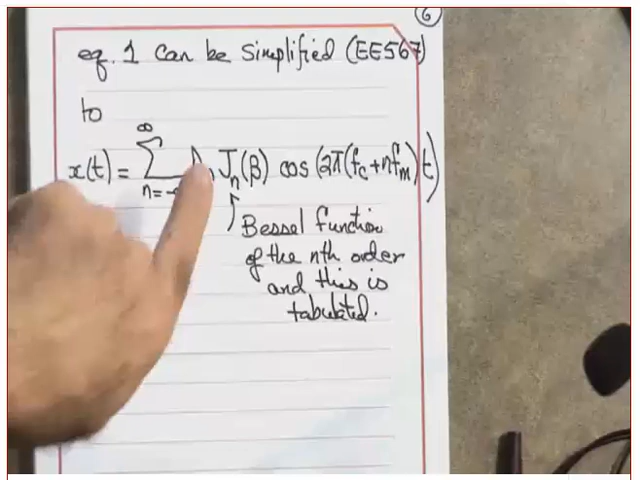 6
eq. 1 can be simplified (EE567)
to
x(t) = ∑ J_n(β) cos(2π(f_c+nf_m)t)
∞
n=-
Bessel function
of the nth order
and this is
tabulated.